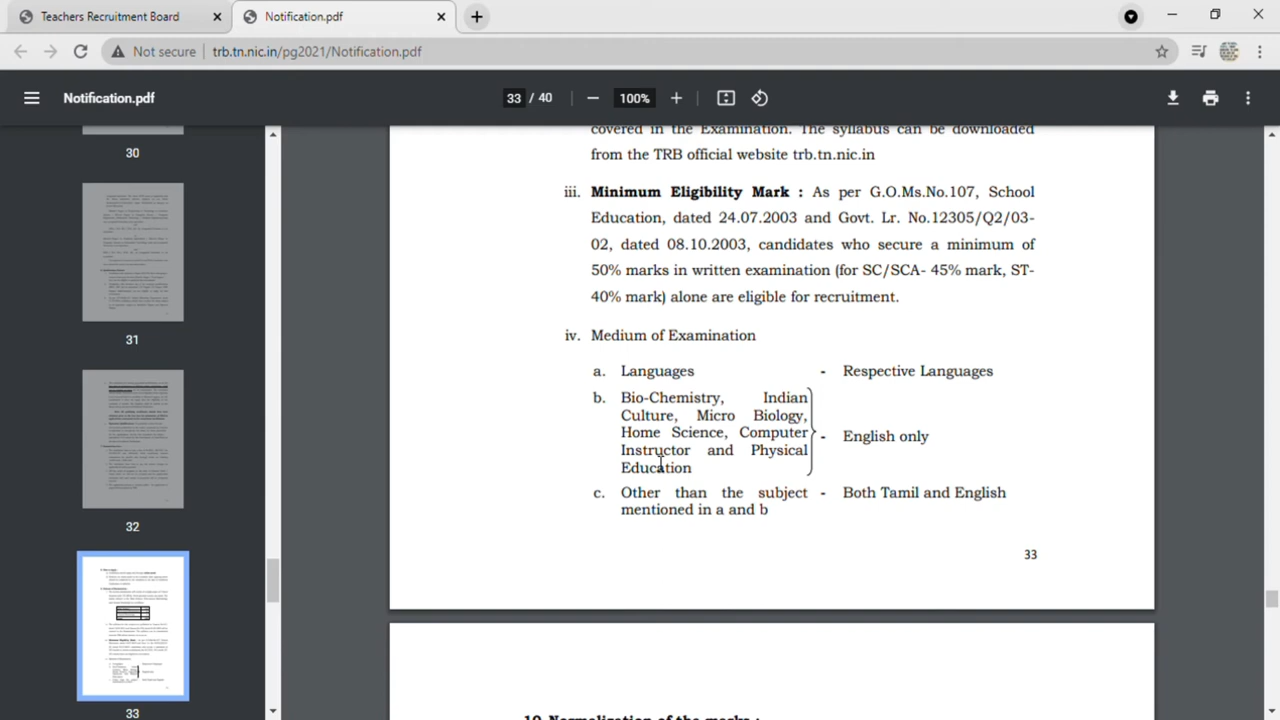 Teachers Recruitment Board
Notification.pdf
Not secure
trb.tn.nic.in/pg2021/Notification.pdf
Notification.pdf
33 / 40
100%
30
31
32
33
covered in the Examination. The syllabus can be downloaded
from the TRB official website trb.tn.nic.in
iii. Minimum Eligibility Mark : As per G.O.Ms.No.107, School
Education, dated 24.07.2003 and Govt. Lr. No.12305/Q2/03-
02, dated 08.10.2003, candidates who secure a minimum of
50% marks in written examination (for SC/SCA- 45% mark, ST-
40% mark) alone are eligible for recruitment.
iv. Medium of Examination
a. Languages - Respective Languages
b. Bio-Chemistry, Indian
Culture, Micro Biology,
Home Science, Computer - English only
Instructor and Physical
Education
c. Other than the subject - Both Tamil and English
mentioned in a and b
33
10. Normalization of the marks :